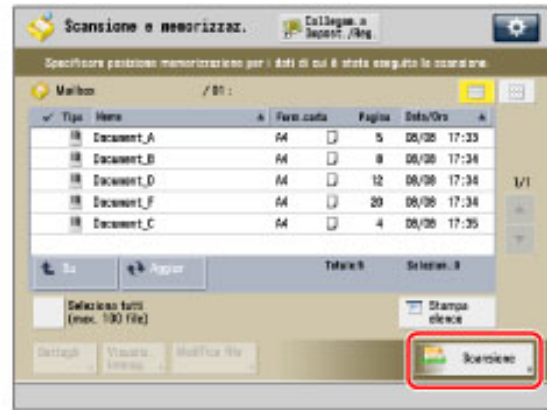 Scansione e memorizzaz.
Collegam. a
Impost. /Reg.
Specificare posizione memorizzazione per i dati di cui è stata eseguita la scansione.
Mailbox /01:
✓ Tipo Nome ▲ Form.carta Pagine Data/Ora ▲
Document_A A4 5 08/08 17:33
Document_B A4 8 08/08 17:34
Document_D A4 12 08/08 17:34 1/1
Document_F A4 20 08/08 17:34
Document_C A4 4 08/08 17:35
Su Aggior Totale:5 Selezion.:0
Seleziona tutti
(max. 100 file)
Stampa
elenco
Dettagli Visualiz. Modifica file
Scansione